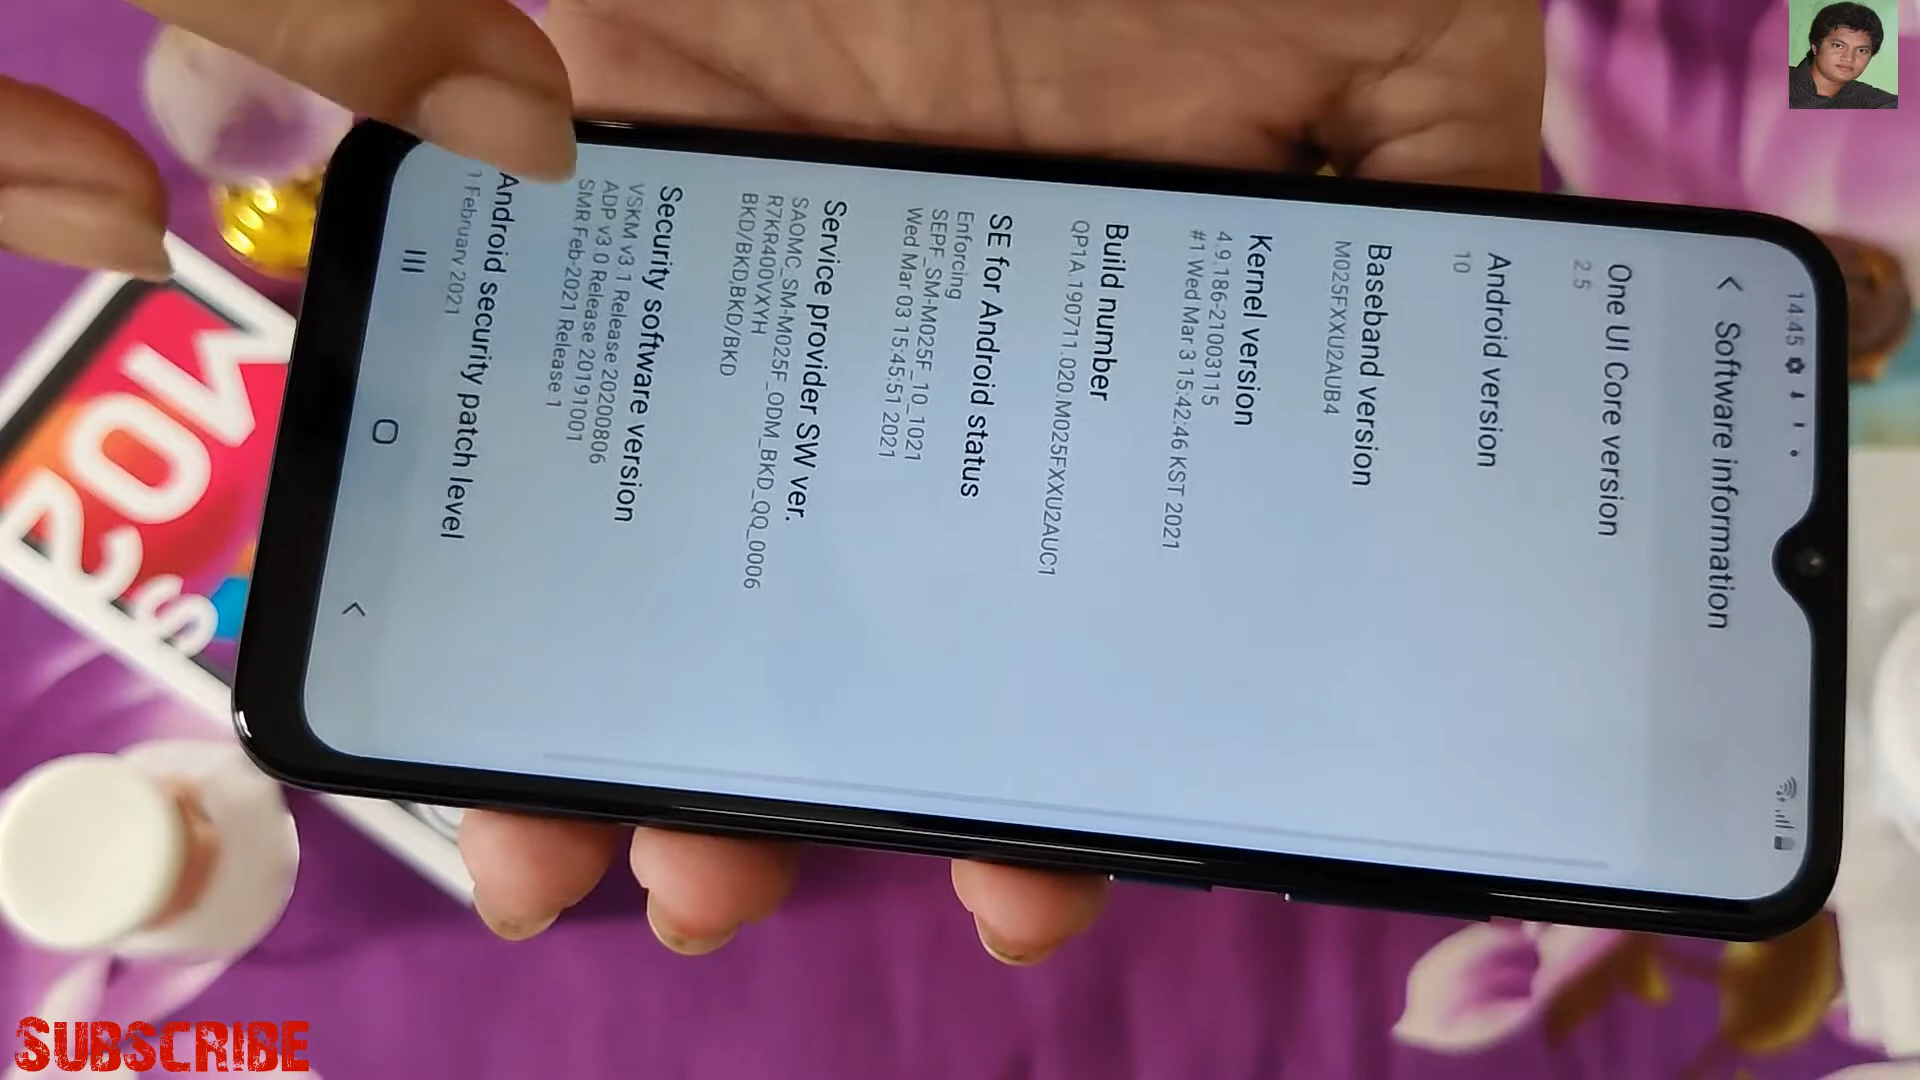 14:45
Software information
One UI Core version
2.5
Android version
10
Baseband version
M025FXXU2AUB4
Kernel version
4.9.186-21003115
#1 Wed Mar 3 15:42:46 KST 2021
Build number
QP1A.190711.020.M025FXXU2AUC1
SE for Android status
Enforcing
SEPF_SM-M025F_10_1021
Wed Mar 03 15:45:51 2021
Service provider SW ver.
SAOMC_SM-M025F_ODM_BKD_QQ_0006
R7KR400VXYH
BKD/BKD,BKD/BKD
Security software version
VSKM v3.1 Release 20200806
ADP v3.0 Release 20191001
SMR Feb-2021 Release 1
Android security patch level
1 February 2021
M02s
SUBSCRIBE